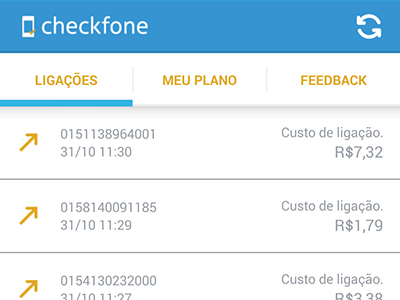 checkfone
LIGAÇÕES MEU PLANO FEEDBACK
0151138964001 Custo de ligação.
31/10 11:30 R$7,32
0158140091185 Custo de ligação.
31/10 11:29 R$1,79
0154130232000 Custo de ligação.
31/10 11:27 R$3,38